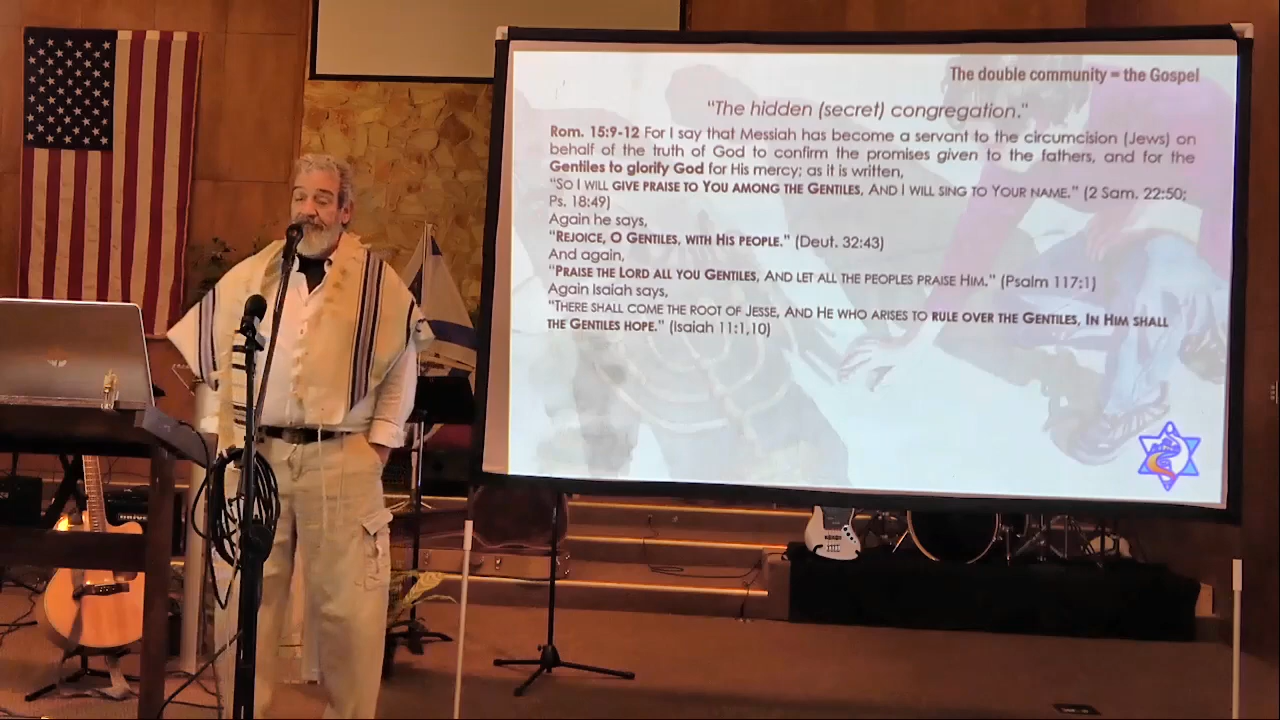 The double community = the Gospel
“The hidden (secret) congregation.”
Rom. 15:9-12 For I say that Messiah has become a servant to the circumcision (Jews) on
behalf of the truth of God to confirm the promises given to the fathers, and for the
Gentiles to glorify God for His mercy; as it is written,
“SO I WILL GIVE PRAISE TO YOU AMONG THE GENTILES, AND I WILL SING TO YOUR NAME.” (2 Sam. 22:50;
Ps. 18:49)
Again he says,
“REJOICE, O GENTILES, WITH HIS PEOPLE.” (Deut. 32:43)
And again,
“PRAISE THE LORD ALL YOU GENTILES, AND LET ALL THE PEOPLES PRAISE HIM.” (Psalm 117:1)
Again Isaiah says,
“THERE SHALL COME THE ROOT OF JESSE, AND HE WHO ARISES TO RULE OVER THE GENTILES, IN HIM SHALL
THE GENTILES HOPE.” (Isaiah 11:1,10)